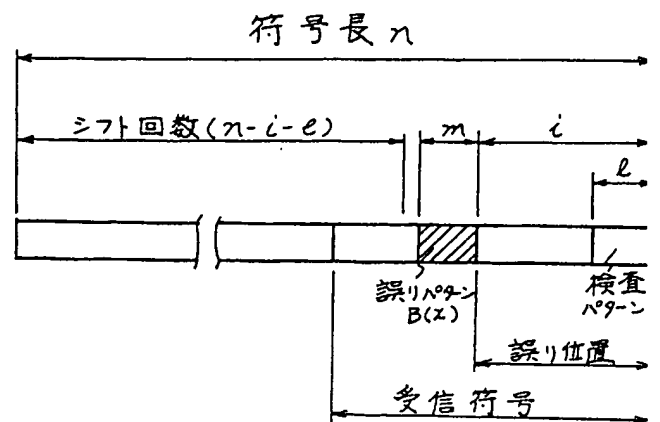 符号長 n
シフト回数(n-i-l)
m
i
l
誤りパターン
B(x)
検査
パターン
誤り位置
受信符号